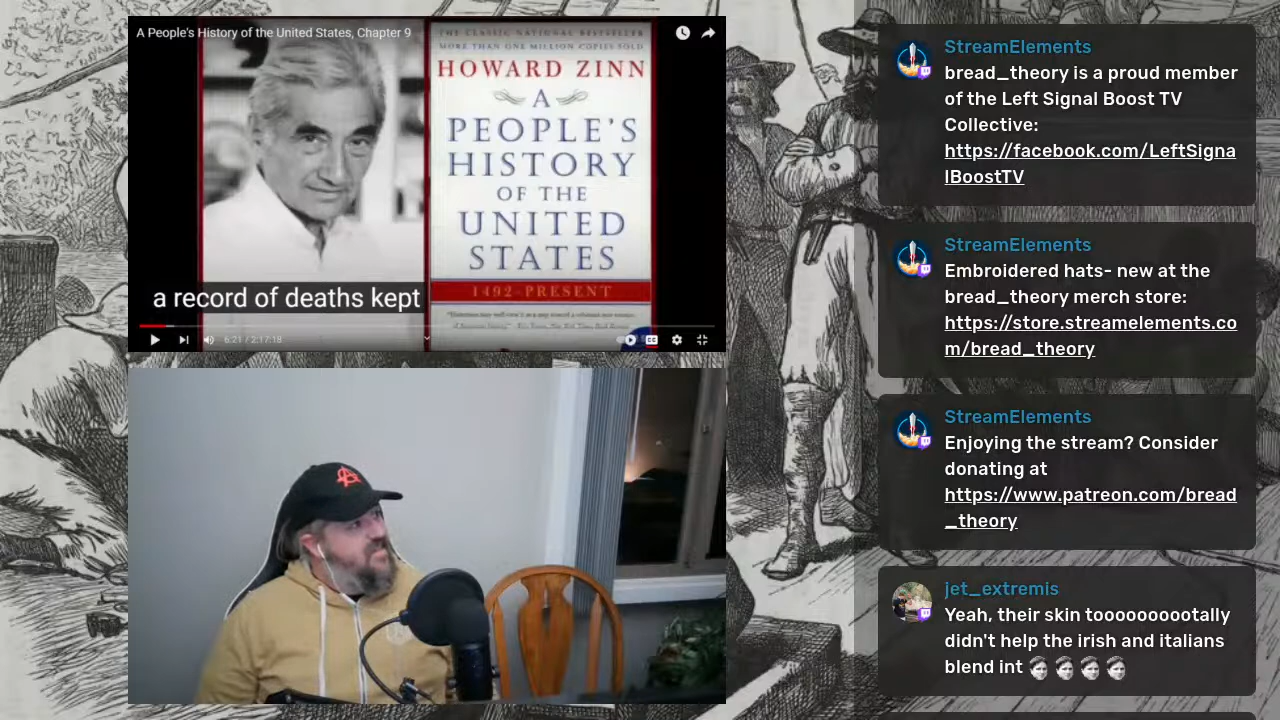 A People's History of the United States, Chapter 9
THE CLASSIC NATIONAL BESTSELLER
MORE THAN ONE MILLION COPIES SOLD
HOWARD ZINN
A
PEOPLE'S
HISTORY
OF THE
UNITED
STATES
1492–PRESENT
a record of deaths kept
6:21 / 2:17:18
StreamElements
bread_theory is a proud member
of the Left Signal Boost TV
Collective:
https://facebook.com/LeftSigna
lBoostTV
StreamElements
Embroidered hats- new at the
bread_theory merch store:
https://store.streamelements.co
m/bread_theory
StreamElements
Enjoying the stream? Consider
donating at
https://www.patreon.com/bread
_theory
jet_extremis
Yeah, their skin tooooooootally
didn't help the irish and italians
blend int